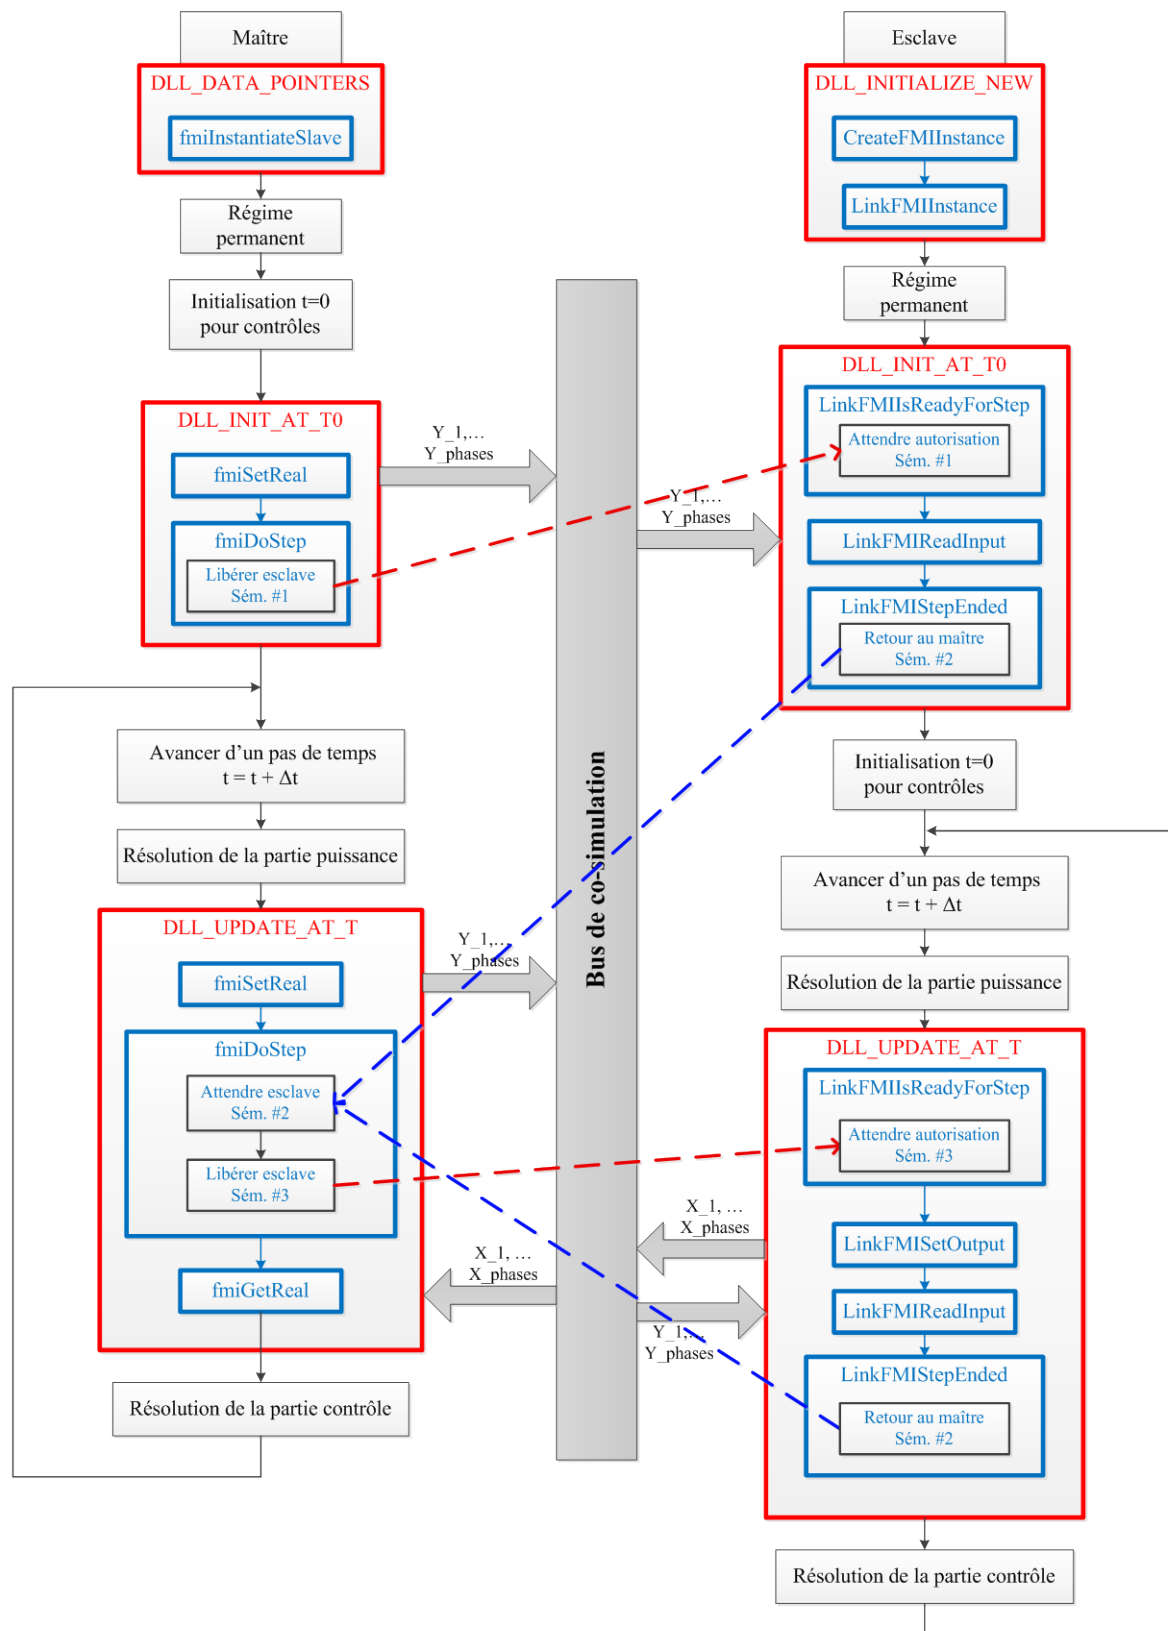 Maître
DLL_DATA_POINTERS
fmiInstantiateSlave
Régime
permanent
Initialisation t=0
pour contrôles
DLL_INIT_AT_T0
fmiSetReal
fmiDoStep
Libérer esclave
Sém. #1
Avancer d'un pas de temps
t = t + Δt
Résolution de la partie puissance
DLL_UPDATE_AT_T
fmiSetReal
fmiDoStep
Attendre esclave
Sém. #2
Libérer esclave
Sém. #3
fmiGetReal
Résolution de la partie contrôle
Y_1,...
Y_phases
Y_1,...
Y_phases
Y_1,...
Y_phases
X_1, ...
X_phases
X_1, ...
X_phases
Y_1,...
Y_phases
Bus de co-simulation
Esclave
DLL_INITIALIZE_NEW
CreateFMIInstance
LinkFMIInstance
Régime
permanent
DLL_INIT_AT_T0
LinkFMIIsReadyForStep
Attendre autorisation
Sém. #1
LinkFMIReadInput
LinkFMIStepEnded
Retour au maître
Sém. #2
Initialisation t=0
pour contrôles
Avancer d'un pas de temps
t = t + Δt
Résolution de la partie puissance
DLL_UPDATE_AT_T
LinkFMIIsReadyForStep
Attendre autorisation
Sém. #3
LinkFMISetOutput
LinkFMIReadInput
LinkFMIStepEnded
Retour au maître
Sém. #2
Résolution de la partie contrôle